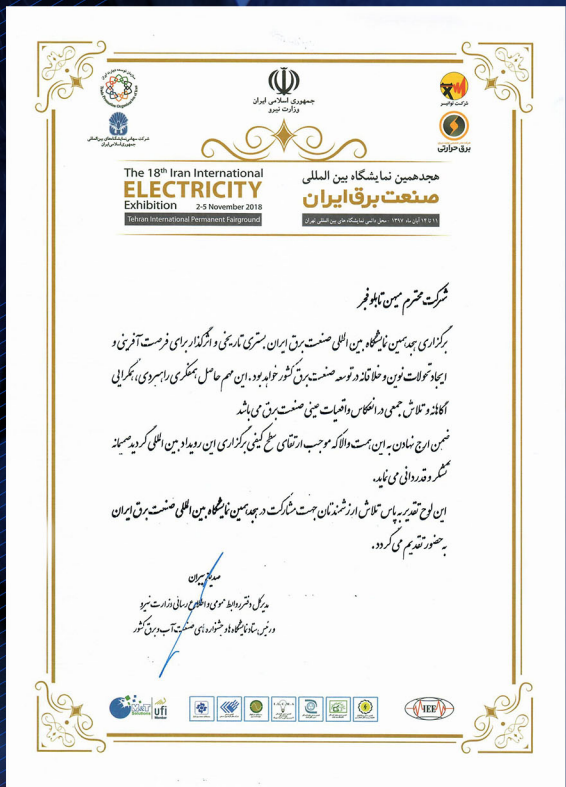 جمهوری اسلامی ایران
وزارت نیرو
شرکت توانیر
برق حرارتی
شرکت سهامی نمایشگاههای بین المللی
جمهوری اسلامی ایران
The 18th Iran International
ELECTRICITY
Exhibition 2-5 November 2018
Tehran International Permanent Fairground
هجدهمین نمایشگاه بین المللی
صنعت برق ایران
۱۱ تا ۱۴ آبان ماه ۱۳۹۷ - محل دائمی نمایشگاه های بین المللی تهران
شرکت محترم میهن تابلو فجر
برگزاری هجدهمین نمایشگاه بین المللی صنعت برق ایران بستری تاریخی و اثرگذار برای فرصت آفرینی و
ایجاد تحولات نوین و خلاقانه در توسعه صنعت برق کشور خواهد بود. این مهم حاصل همفکری راهبردی، همگرایی
آگاهانه و تلاش جمعی در انعکاس واقعیات عینی صنعت برق می باشد
ضمن ارج نهادن به این همت والا که موجب ارتقای سطح کیفی برگزاری این رویداد بین المللی گردید صمیمانه
تشکر و قدردانی می نماید.
این لوح تقدیر به پاس تلاش ارزشمندتان جهت مشارکت در هجدهمین نمایشگاه بین المللی صنعت برق ایران
به حضور تقدیم می گردد.
مدیرکل دفتر روابط عمومی و اطلاع رسانی وزارت نیرو
و رئیس ستاد نمایشگاه ها و جشنواره های صنعت آب و برق کشور
ufi
Member
IEE